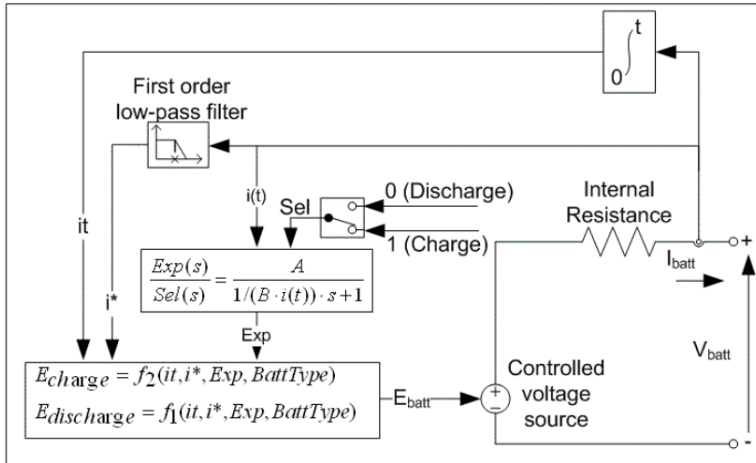 t
0
First order
low-pass filter
i(t)
Sel
0 (Discharge)
1 (Charge)
Internal
Resistance
+
it
i*
I_batt
Exp(s)/Sel(s) = A/(1/(B·i(t))·s+1)
V_batt
Exp
E_charge = f_2(it,i*,Exp,BattType)
E_discharge = f_1(it,i*,Exp,BattType)
E_batt
Controlled
voltage
source
+
-
-